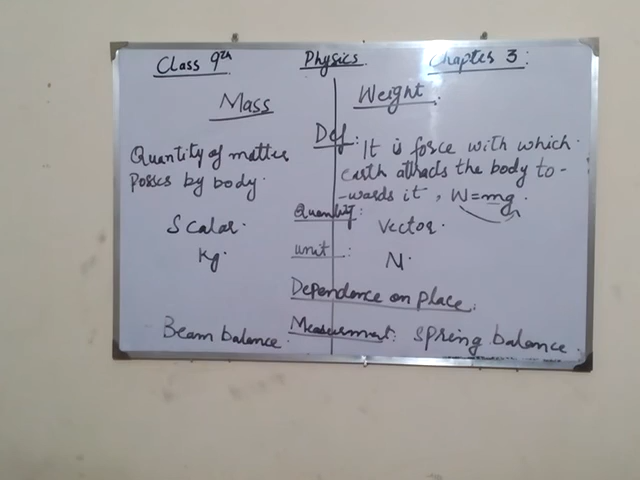 Class 9th Physics Chapter 3:
Mass Weight
Def: It is force with which
Quantity of matter earth attracts the body to-
posses by body. -wards it, W=mg.
Quantity:
Scalar. Vector.
Kg. unit: N.
Dependence on place.
Beam balance. Measurment: spring balance.